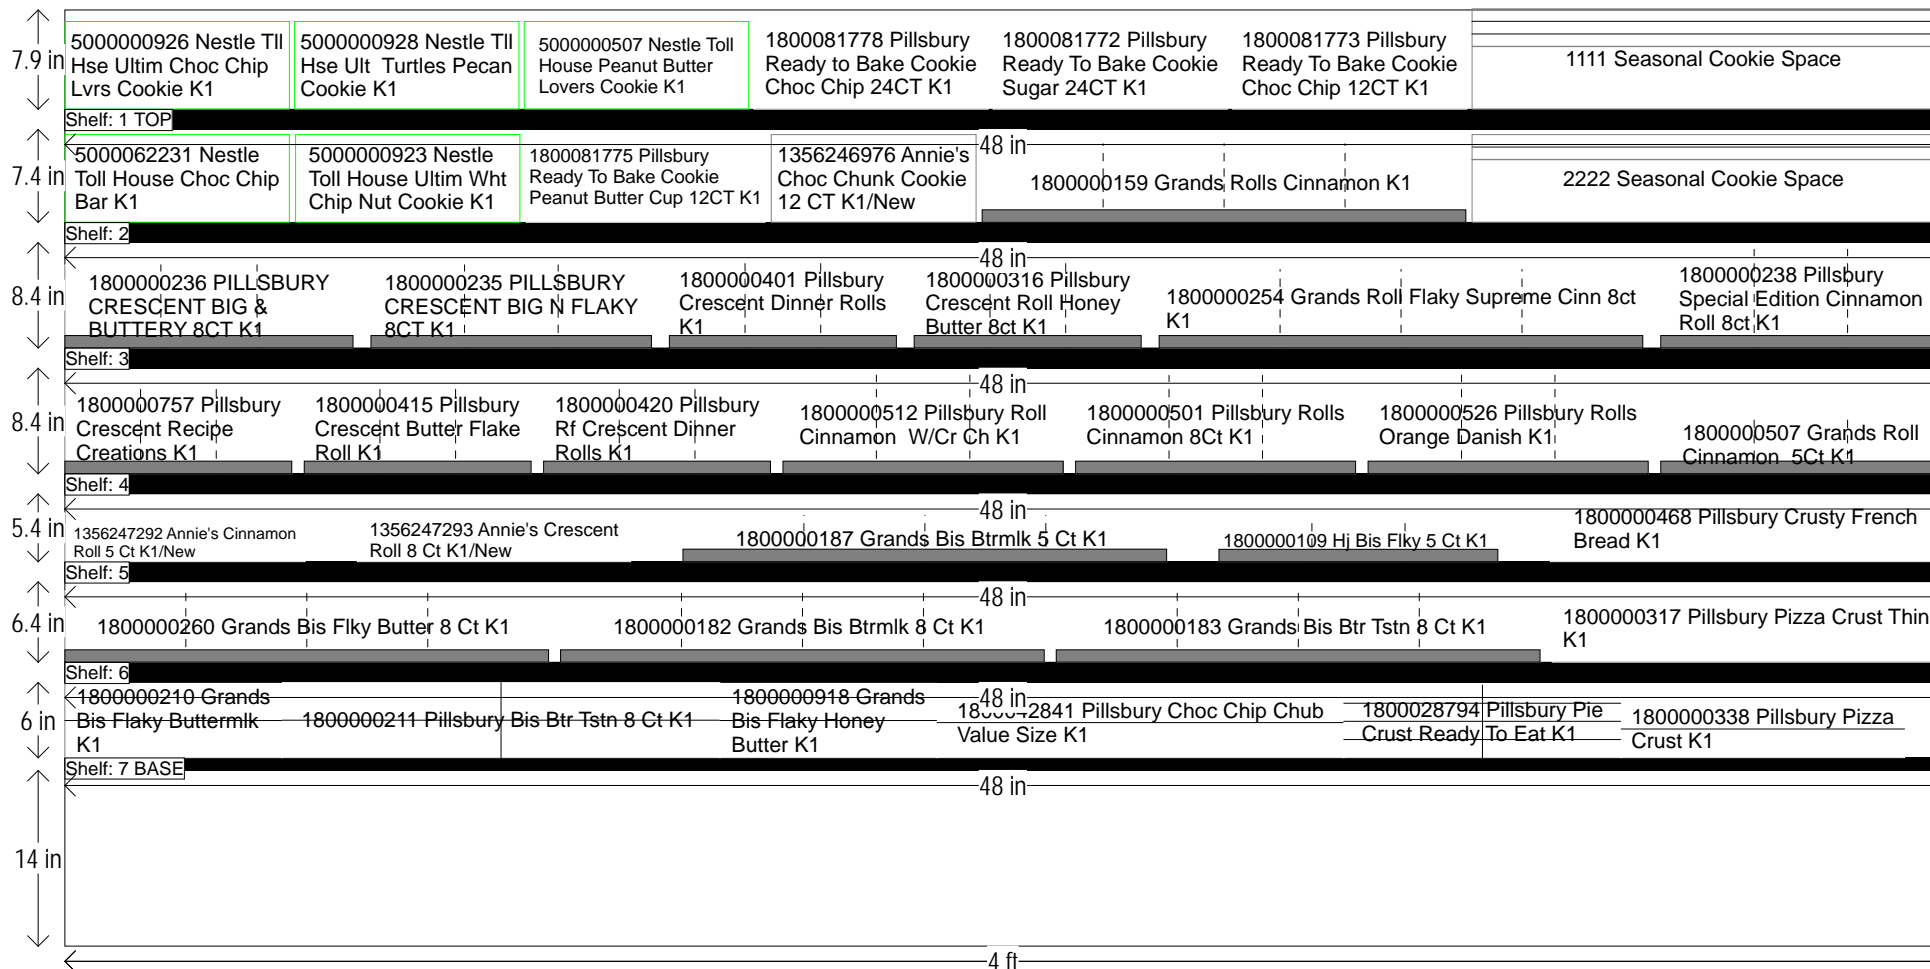 7.9 in
5000000926 Nestle Tll
Hse Ultim Choc Chip
Lvrs Cookie K1
5000000928 Nestle Tll
Hse Ult  Turtles Pecan
Cookie K1
5000000507 Nestle Toll
House Peanut Butter
Lovers Cookie K1
1800081778 Pillsbury
Ready to Bake Cookie
Choc Chip 24CT K1
1800081772 Pillsbury
Ready To Bake Cookie
Sugar 24CT K1
1800081773 Pillsbury
Ready To Bake Cookie
Choc Chip 12CT K1
1111 Seasonal Cookie Space
Shelf: 1 TOP
48 in
7.4 in
5000062231 Nestle
Toll House Choc Chip
Bar K1
5000000923 Nestle
Toll House Ultim Wht
Chip Nut Cookie K1
1800081775 Pillsbury
Ready To Bake Cookie
Peanut Butter Cup 12CT K1
1356246976 Annie's
Choc Chunk Cookie
12 CT K1/New
1800000159 Grands Rolls Cinnamon K1
2222 Seasonal Cookie Space
Shelf: 2
48 in
8.4 in
1800000236 PILLSBURY
CRESCENT BIG &
BUTTERY 8CT K1
1800000235 PILLSBURY
CRESCENT BIG N FLAKY
8CT K1
1800000401 Pillsbury
Crescent Dinner Rolls
K1
1800000316 Pillsbury
Crescent Roll Honey
Butter 8ct K1
1800000254 Grands Roll Flaky Supreme Cinn 8ct
K1
1800000238 Pillsbury
Special Edition Cinnamon
Roll 8ct K1
Shelf: 3
48 in
8.4 in
1800000757 Pillsbury
Crescent Recipe
Creations K1
1800000415 Pillsbury
Crescent Butter Flake
Roll K1
1800000420 Pillsbury
Rf Crescent Dinner
Rolls K1
1800000512 Pillsbury Roll
Cinnamon  W/Cr Ch K1
1800000501 Pillsbury Rolls
Cinnamon 8Ct K1
1800000526 Pillsbury Rolls
Orange Danish K1
1800000507 Grands Roll
Cinnamon  5Ct K1
Shelf: 4
48 in
5.4 in
1356247292 Annie's Cinnamon
Roll 5 Ct K1/New
1356247293 Annie's Crescent
Roll 8 Ct K1/New
1800000187 Grands Bis Btrmlk 5 Ct K1
1800000109 Hj Bis Flky 5 Ct K1
1800000468 Pillsbury Crusty French
Bread K1
Shelf: 5
48 in
6.4 in
1800000260 Grands Bis Flky Butter 8 Ct K1
1800000182 Grands Bis Btrmlk 8 Ct K1
1800000183 Grands Bis Btr Tstn 8 Ct K1
1800000317 Pillsbury Pizza Crust Thin
K1
Shelf: 6
48 in
6 in
1800000210 Grands
Bis Flaky Buttermlk
K1
1800000211 Pillsbury Bis Btr Tstn 8 Ct K1
1800000918 Grands
Bis Flaky Honey
Butter K1
Pillsbury Choc Chip Chub
Value Size K1
1800028794 Pillsbury Pie
Crust Ready To Eat K1
1800000338 Pillsbury Pizza
Crust K1
Shelf: 7 BASE
48 in
14 in
4 ft